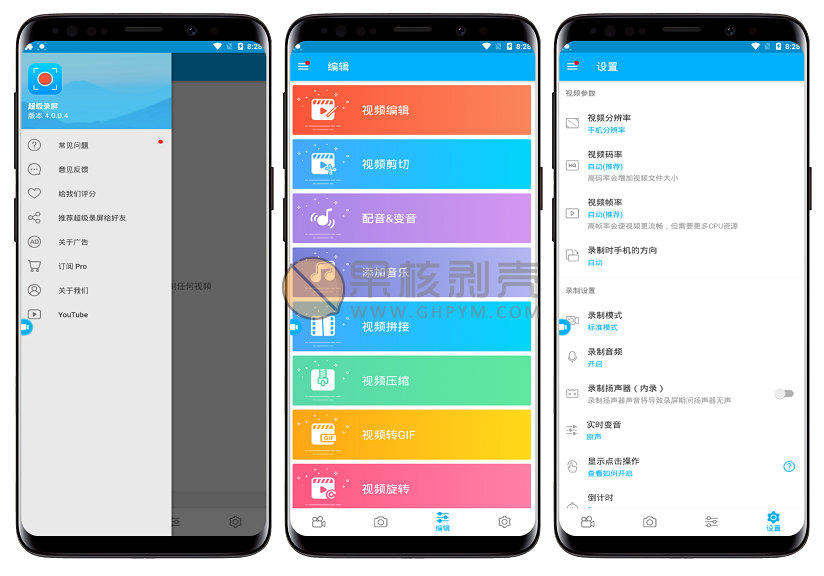 8:28
超级录屏
版本 4.0.0.4
常见问题
意见反馈
给我们评分
推荐超级录屏给好友
AD
关于广告
订阅 Pro
关于我们
YouTube
制任何视频
8:28
编辑
视频编辑
视频剪切
配音&变音
添加音乐
视频拼接
视频压缩
GIF
视频转GIF
视频旋转
编辑
8:28
设置
视频参数
视频分辨率
手机分辨率
HQ
视频码率
自动(推荐)
高码率会增加视频文件大小
视频帧率
自动(推荐)
高帧率会使视频更流畅，但需要更多CPU资源
录制时手机的方向
自动
录制设置
录制模式
标准模式
录制音频
开启
录制扬声器（内录）
录制扬声器声音将导致录屏期间扬声器无声
实时变音
原声
显示点击操作
查看如何开启
倒计时
设置
果核剥壳
WWW.GHPYM.COM